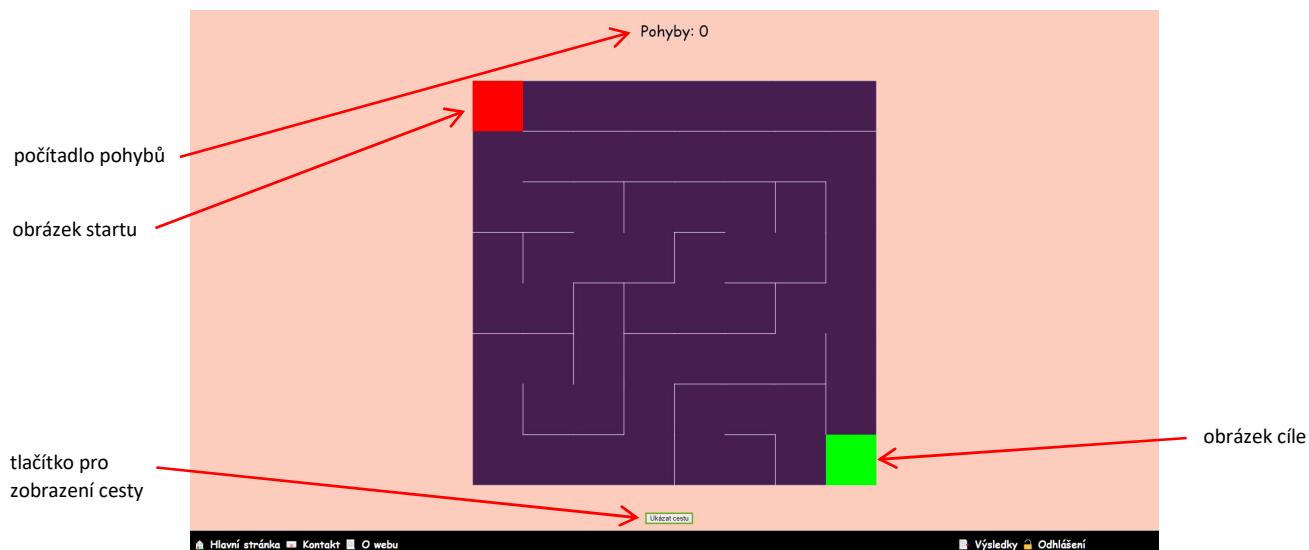 Pohyby: 0
počítadlo pohybů
obrázek startu
obrázek cíle
tlačítko pro
zobrazení cesty
Ukázat cestu
Hlavní stránka Kontakt O webu Výsledky Odhlášení